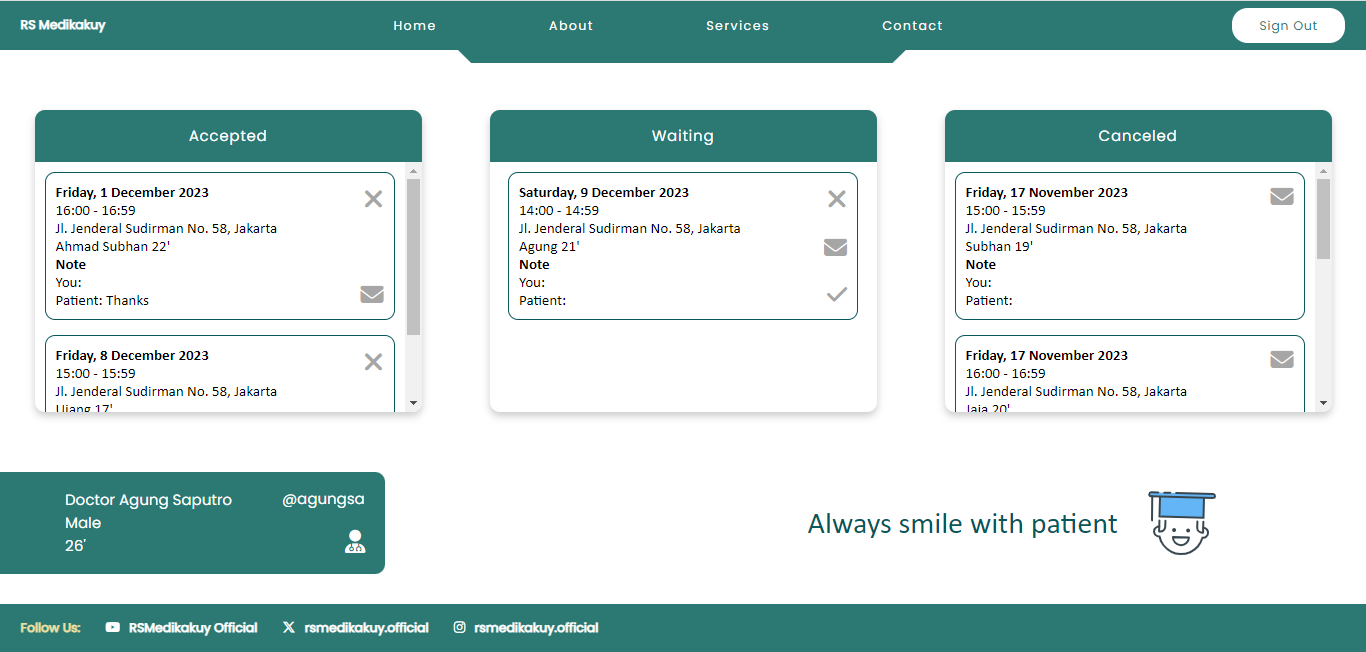 RS Medikakuy
Home
About
Services
Contact
Sign Out
Accepted
Friday, 1 December 2023
16:00 - 16:59
Jl. Jenderal Sudirman No. 58, Jakarta
Ahmad Subhan 22'
Note
You:
Patient: Thanks
Friday, 8 December 2023
15:00 - 15:59
Jl. Jenderal Sudirman No. 58, Jakarta
Ujang 17'
Waiting
Saturday, 9 December 2023
14:00 - 14:59
Jl. Jenderal Sudirman No. 58, Jakarta
Agung 21'
Note
You:
Patient:
Canceled
Friday, 17 November 2023
15:00 - 15:59
Jl. Jenderal Sudirman No. 58, Jakarta
Subhan 19'
Note
You:
Patient:
Friday, 17 November 2023
16:00 - 16:59
Jl. Jenderal Sudirman No. 58, Jakarta
Jaja 20'
Doctor Agung Saputro
@agungsa
Male
26'
Always smile with patient
Follow Us:
RSMedikakuy Official
rsmedikakuy.official
rsmedikakuy.official